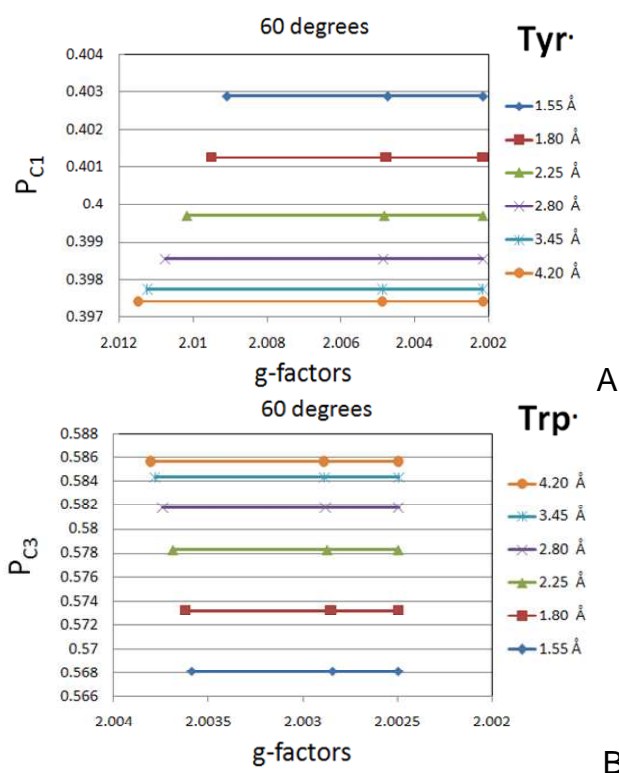 60 degrees
Tyr·
0.404
0.403
0.402
0.401
0.4
0.399
0.398
0.397
P_C1
2.012 2.01 2.008 2.006 2.004 2.002
g-factors
1.55 Å
1.80 Å
2.25 Å
2.80 Å
3.45 Å
4.20 Å
A
60 degrees
Trp·
0.588
0.586
0.584
0.582
0.58
0.578
0.576
0.574
0.572
0.57
0.568
0.566
P_C3
2.004 2.0035 2.003 2.0025 2.002
g-factors
4.20 Å
3.45 Å
2.80 Å
2.25 Å
1.80 Å
1.55 Å
B